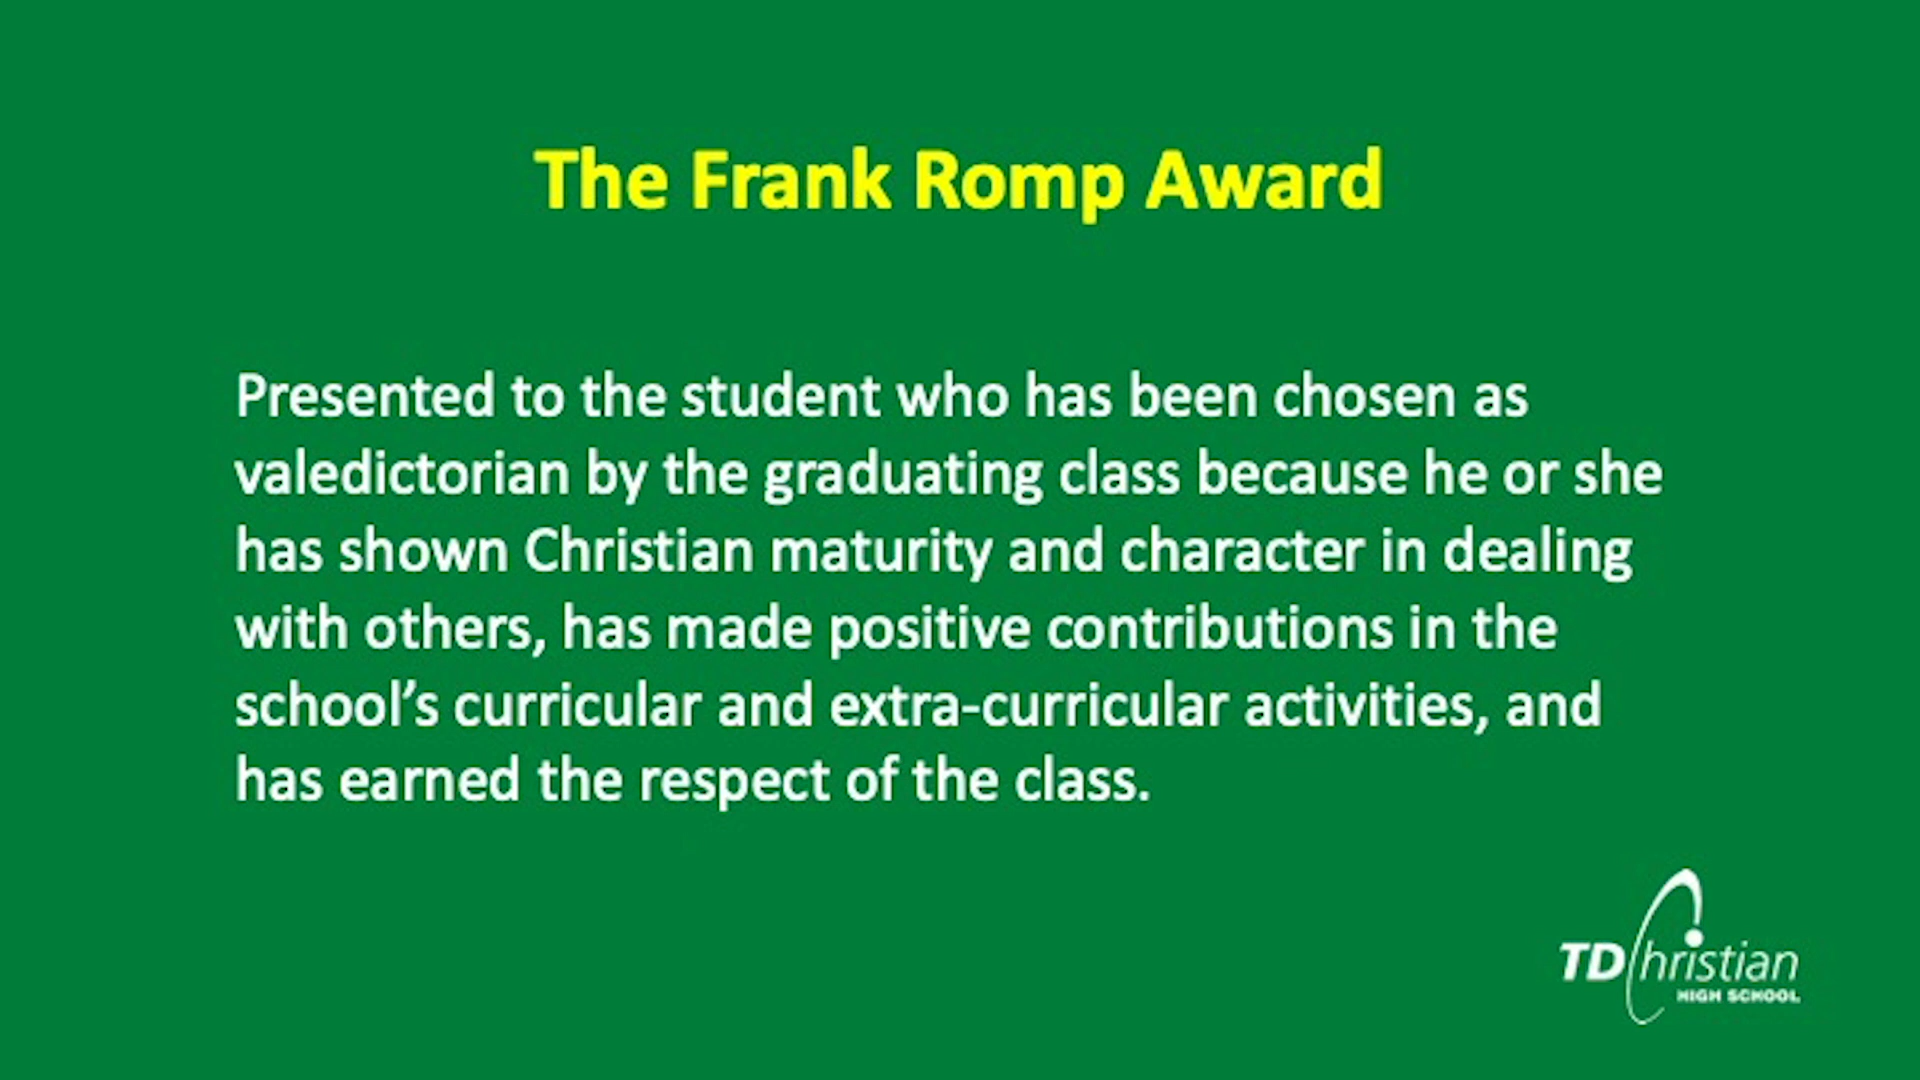 The Frank Romp Award
Presented to the student who has been chosen as
valedictorian by the graduating class because he or she
has shown Christian maturity and character in dealing
with others, has made positive contributions in the
school’s curricular and extra-curricular activities, and
has earned the respect of the class.
TDChristian
HIGH SCHOOL